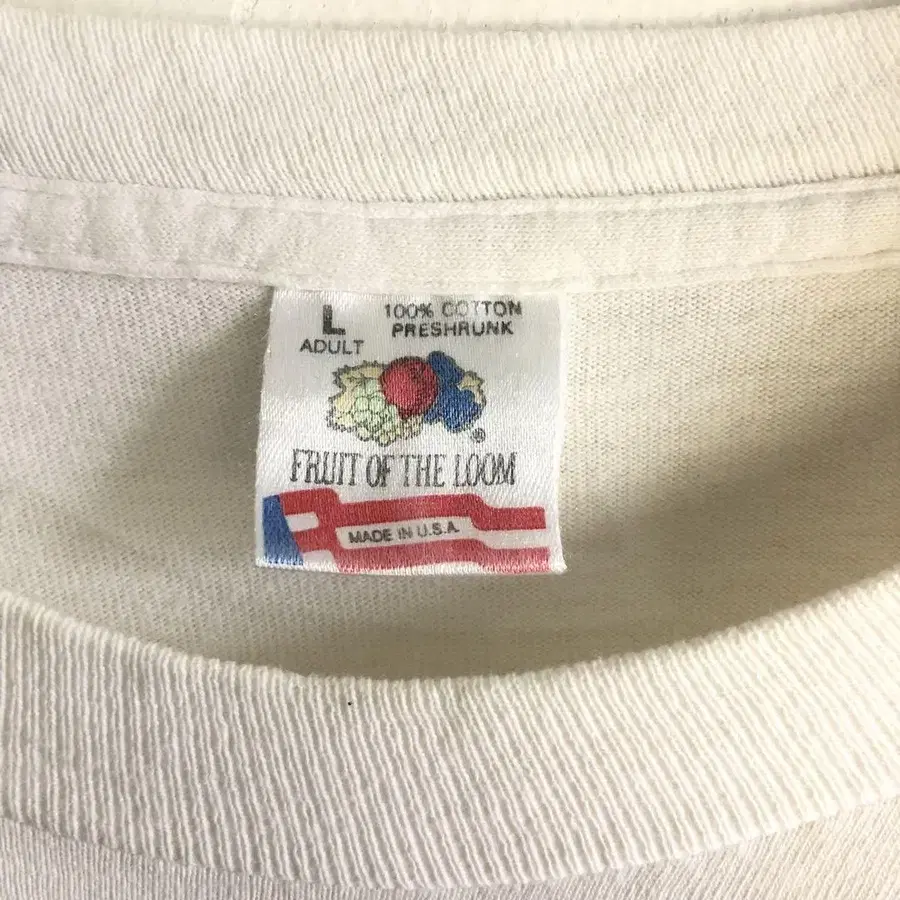 L 100% COTTON
ADULT PRESHRUNK
®
FRUIT OF THE LOOM
MADE IN U.S.A.